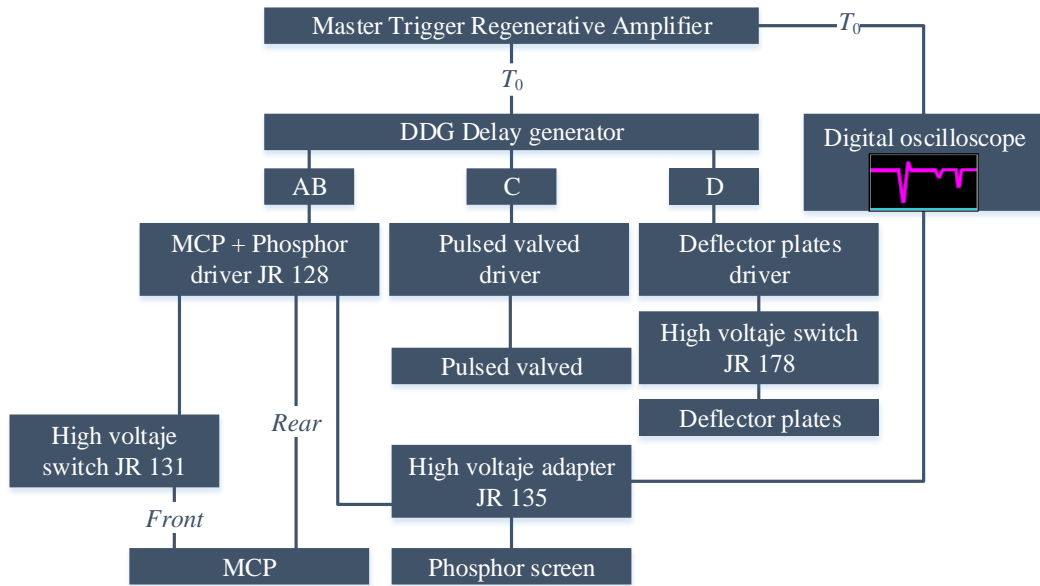 Master Trigger Regenerative Amplifier
T0
T0
DDG Delay generator
Digital oscilloscope
AB
C
D
MCP + Phosphor
driver JR 128
Pulsed valved
driver
Deflector plates
driver
High voltaje switch
JR 178
Pulsed valved
Deflector plates
Rear
High voltaje
switch JR 131
High voltaje adapter
JR 135
Front
MCP
Phosphor screen